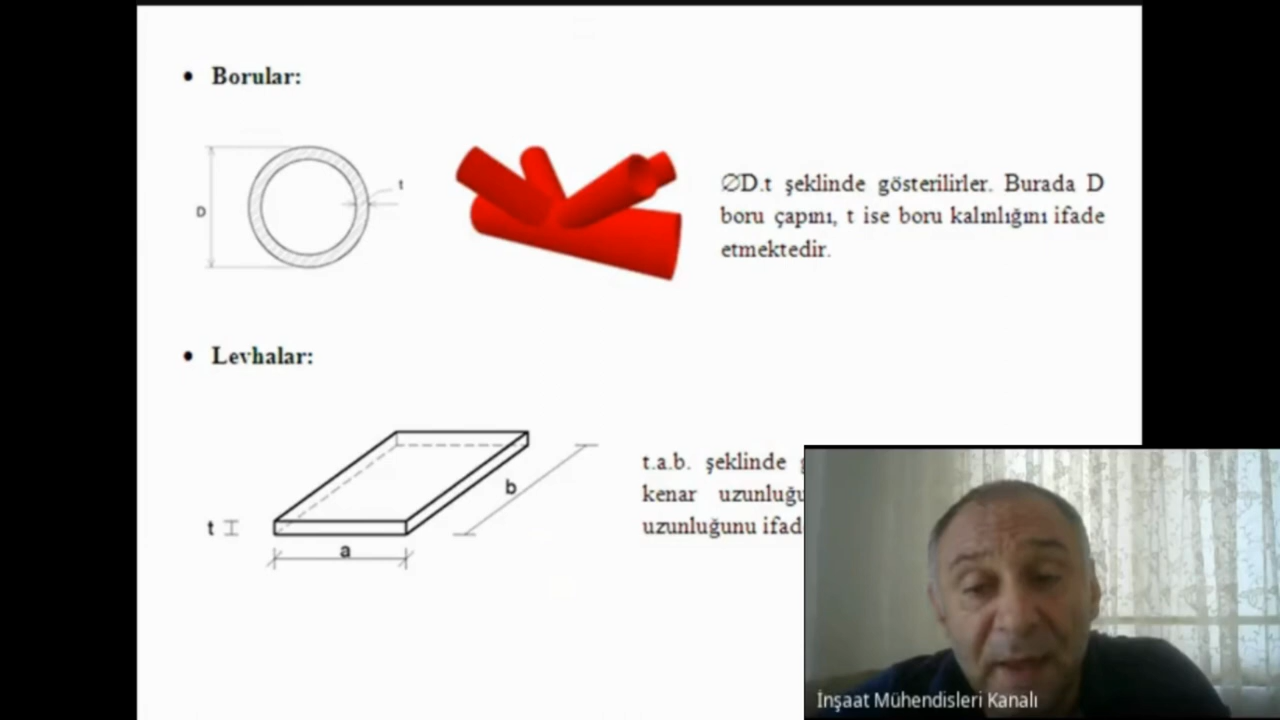 • Borular:
D
t
∅D.t şeklinde gösterilirler. Burada D
boru çapını, t ise boru kalınlığını ifade
etmektedir.
• Levhalar:
t
a
b
t.a.b. şeklinde
kenar uzunluğu
uzunluğunu ifad
İnşaat Mühendisleri Kanalı